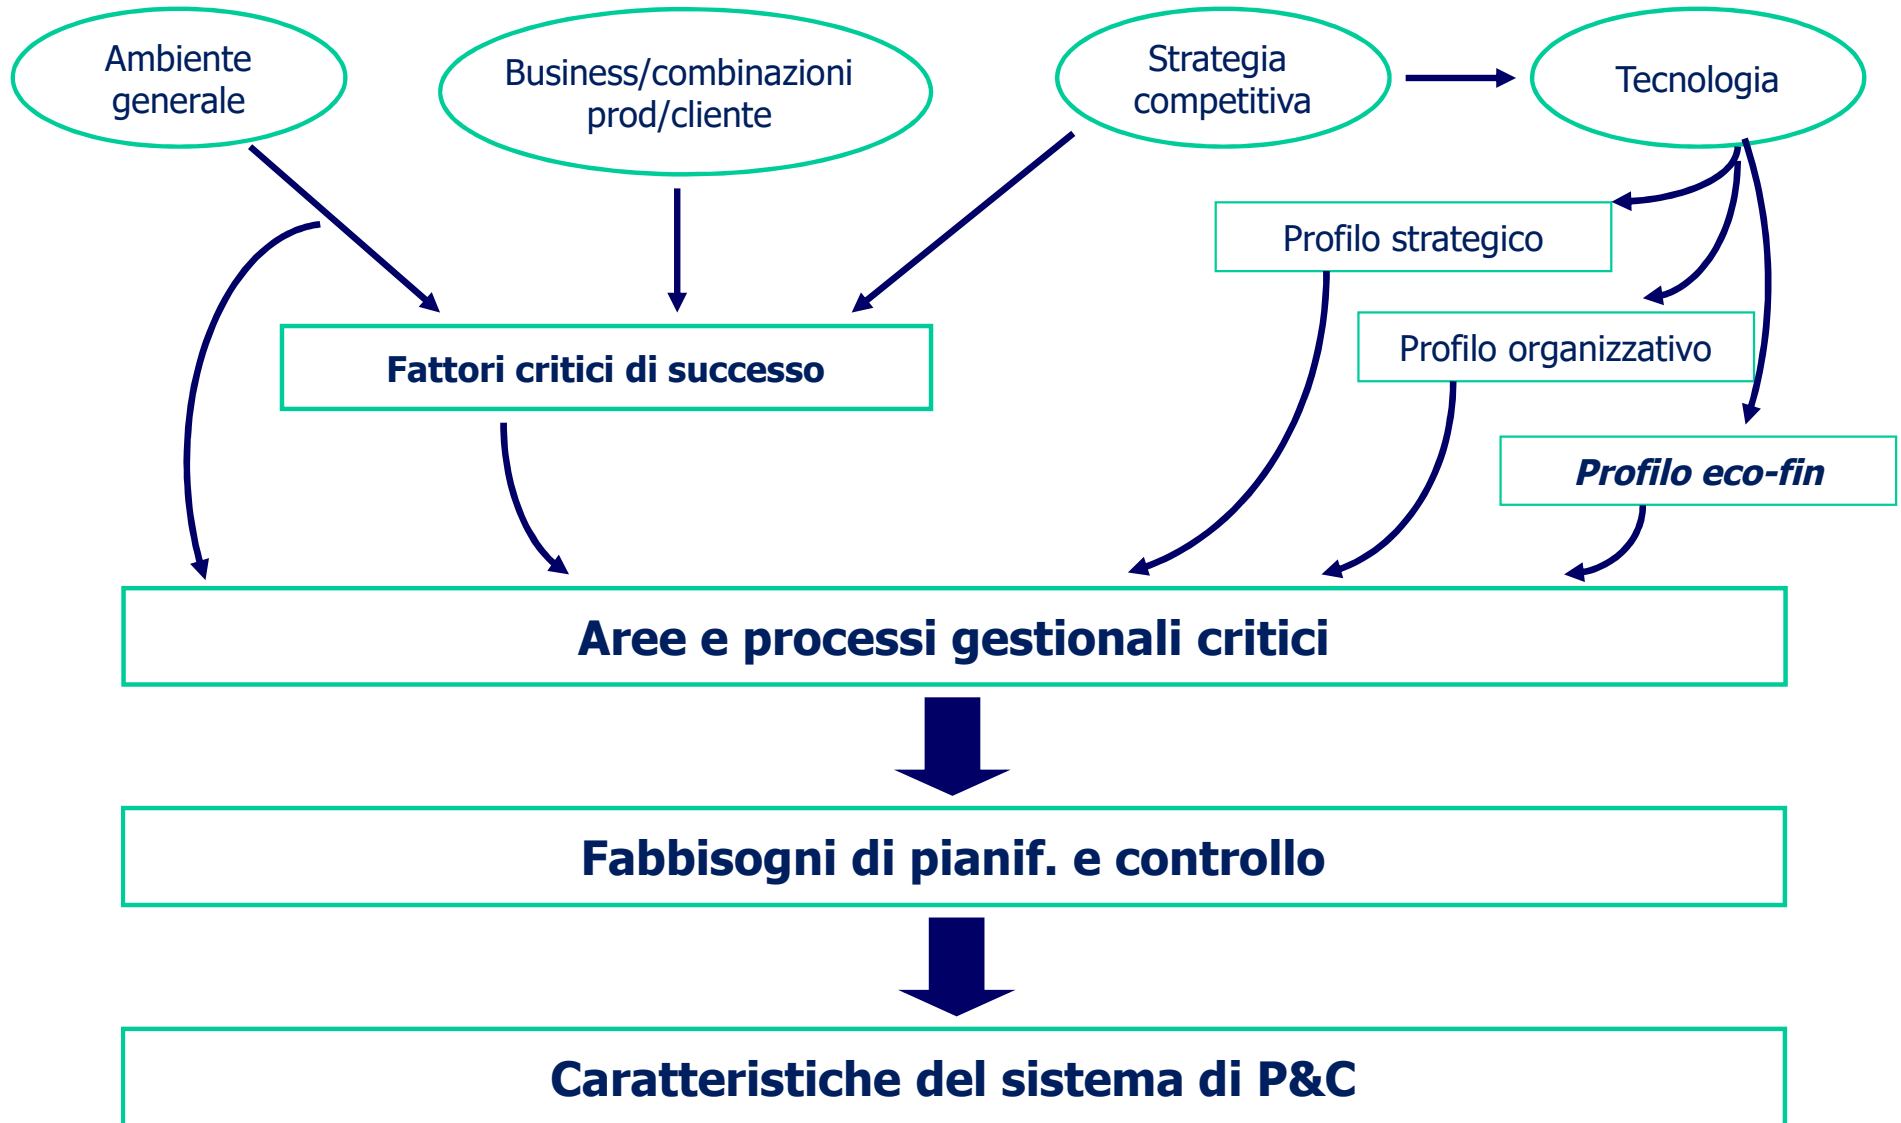 Ambiente
generale
Business/combinazioni
prod/cliente
Strategia
competitiva
Tecnologia
Profilo strategico
Profilo organizzativo
Fattori critici di successo
Profilo eco-fin
Aree e processi gestionali critici
Fabbisogni di pianif. e controllo
Caratteristiche del sistema di P&C